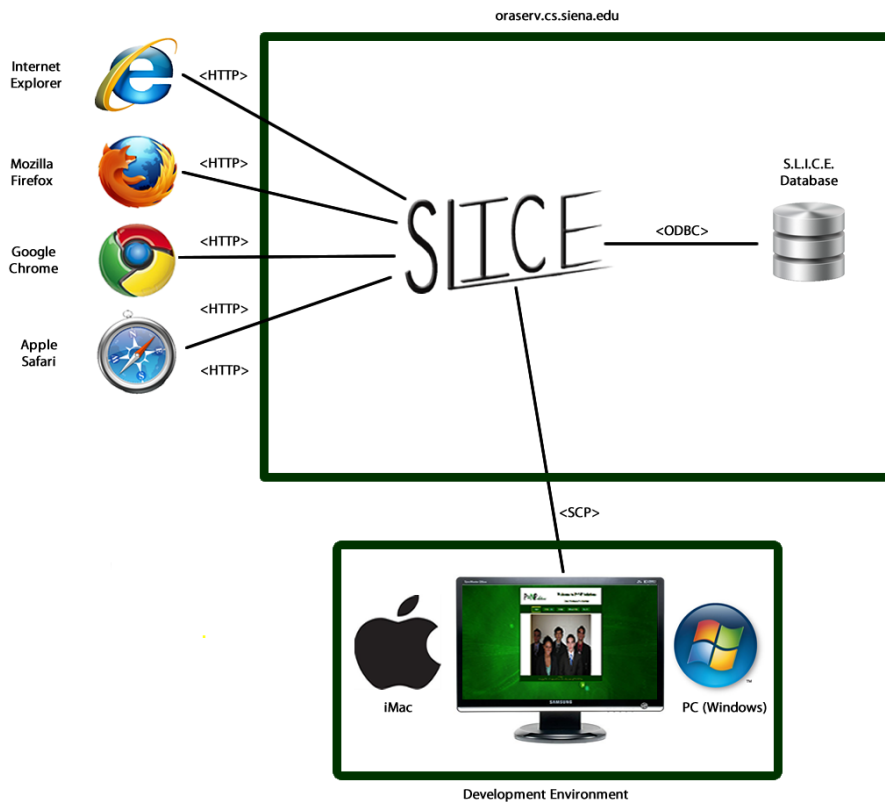 oraserv.cs.siena.edu
Internet
Explorer
<HTTP>
Mozilla
Firefox
<HTTP>
Google
Chrome
<HTTP>
Apple
Safari
<HTTP>
<HTTP>
SLICE
<ODBC>
S.L.I.C.E.
Database
<SCP>
iMac
SAMSUNG
PC (Windows)
TM
Development Environment